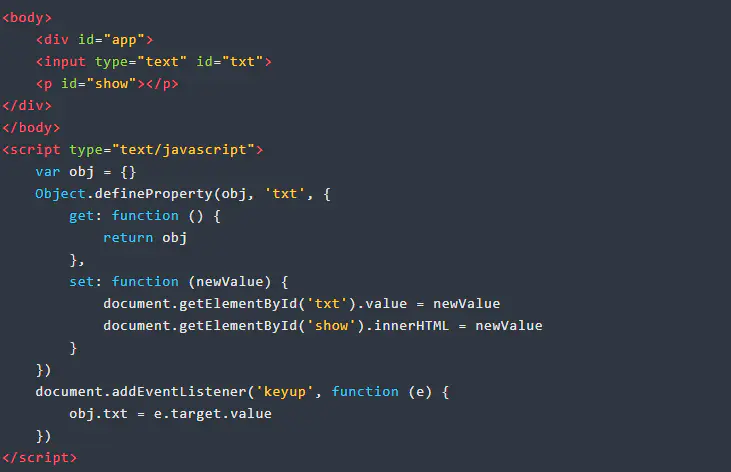 <body>
    <div id="app">
    <input type="text" id="txt">
    <p id="show"></p>
</div>
</body>
<script type="text/javascript">
    var obj = {}
    Object.defineProperty(obj, 'txt', {
        get: function () {
            return obj
        },
        set: function (newValue) {
            document.getElementById('txt').value = newValue
            document.getElementById('show').innerHTML = newValue
        }
    })
    document.addEventListener('keyup', function (e) {
        obj.txt = e.target.value
    })
</script>